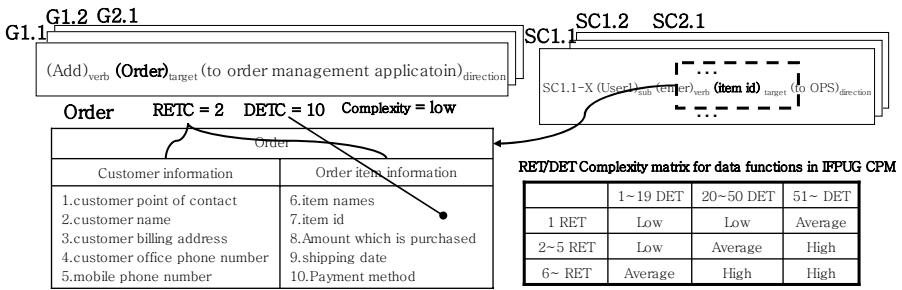 G1.1 G1.2 G2.1
(Add)verb (Order)target (to order management applicatoin)direction
SC1.1 SC1.2 SC2.1
...
SC1.1-X (User1)sub (enter)verb (item id) target (to OPS)direction
...
Order RETC = 2 DETC = 10 Complexity = low
Order
Customer information
Order item information
1.customer point of contact
2.customer name
3.customer billing address
4.customer office phone number
5.mobile phone number
6.item names
7.item id
8.Amount which is purchased
9.shipping date
10.Payment method
RET/DET Complexity matrix for data functions in IFPUG CPM
1~19 DET 20~50 DET 51~ DET
1 RET Low Low Average
2~5 RET Low Average High
6~ RET Average High High